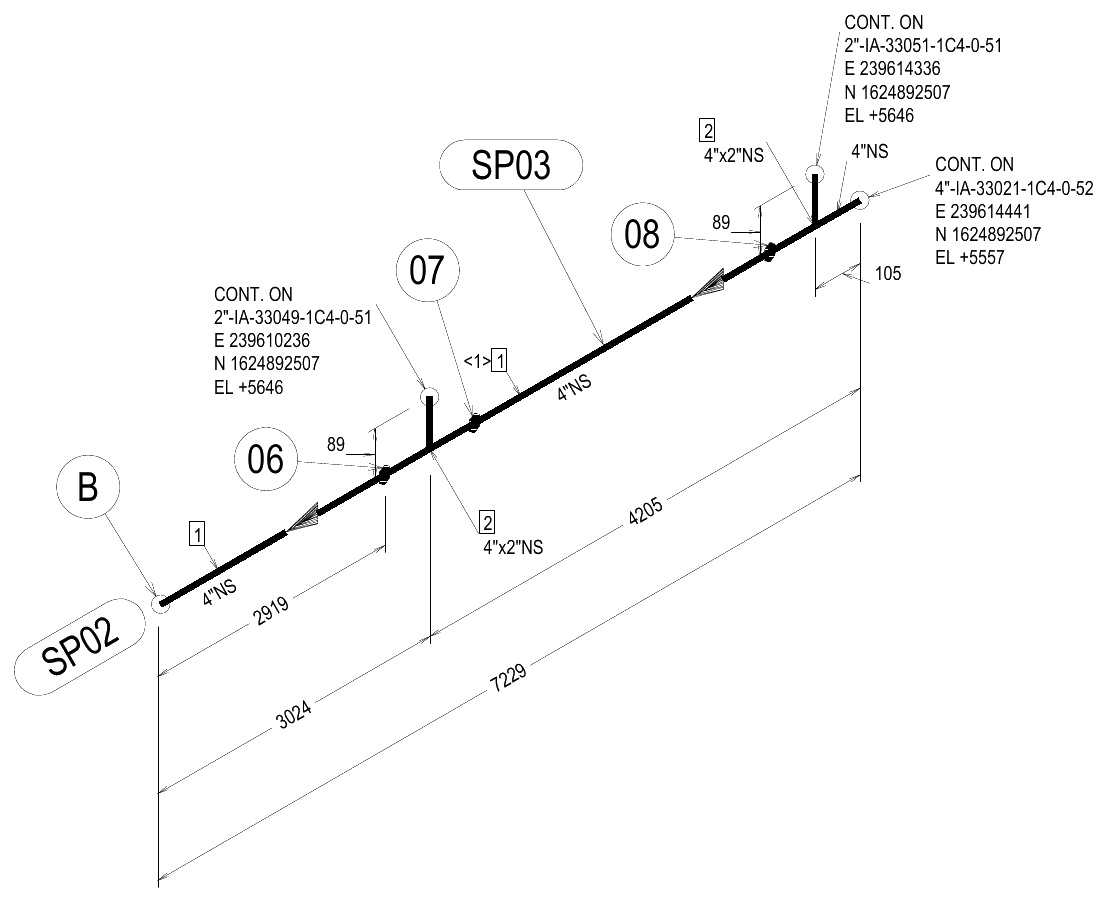 CONT. ON
2"-IA-33051-1C4-0-51
E 239614336
N 1624892507
EL +5646
2
4"x2"NS
4"NS
CONT. ON
4"-IA-33021-1C4-0-52
E 239614441
N 1624892507
EL +5557
SP03
08
89
105
07
CONT. ON
2"-IA-33049-1C4-0-51
E 239610236
N 1624892507
EL +5646
<1>1
4"NS
89
06
B
2
4"x2"NS
4205
1
4"NS
2919
SP02
7229
3024